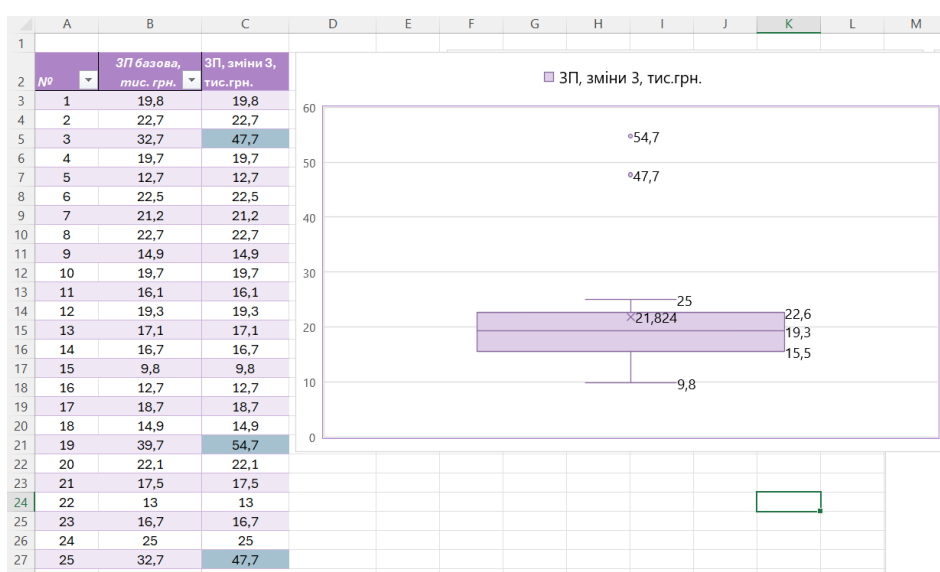 A B C D E F G H I J K L M
1
ЗП базова, ЗП, зміни 3,
2 № тис. грн. тис.грн.
3 1 19,8 19,8
4 2 22,7 22,7
5 3 32,7 47,7
6 4 19,7 19,7
7 5 12,7 12,7
8 6 22,5 22,5
9 7 21,2 21,2
10 8 22,7 22,7
11 9 14,9 14,9
12 10 19,7 19,7
13 11 16,1 16,1
14 12 19,3 19,3
15 13 17,1 17,1
16 14 16,7 16,7
17 15 9,8 9,8
18 16 12,7 12,7
19 17 18,7 18,7
20 18 14,9 14,9
21 19 39,7 54,7
22 20 22,1 22,1
23 21 17,5 17,5
24 22 13 13
25 23 16,7 16,7
26 24 25 25
27 25 32,7 47,7
ЗП, зміни 3, тис.грн.
60
54,7
50
47,7
40
30
25
22,6
21,824
20
19,3
15,5
10
9,8
0